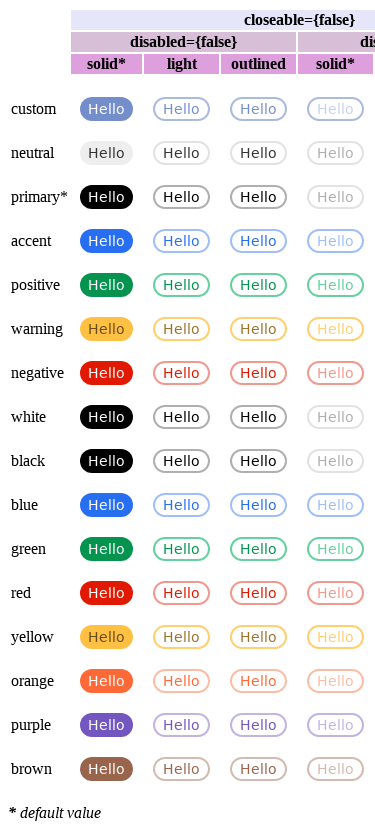 closeable={false}
disabled={false} dis
solid* light outlined solid*
custom Hello Hello Hello Hello
neutral Hello Hello Hello Hello
primary* Hello Hello Hello Hello
accent Hello Hello Hello Hello
positive Hello Hello Hello Hello
warning Hello Hello Hello Hello
negative Hello Hello Hello Hello
white Hello Hello Hello Hello
black Hello Hello Hello Hello
blue Hello Hello Hello Hello
green Hello Hello Hello Hello
red Hello Hello Hello Hello
yellow Hello Hello Hello Hello
orange Hello Hello Hello Hello
purple Hello Hello Hello Hello
brown Hello Hello Hello Hello
* default value